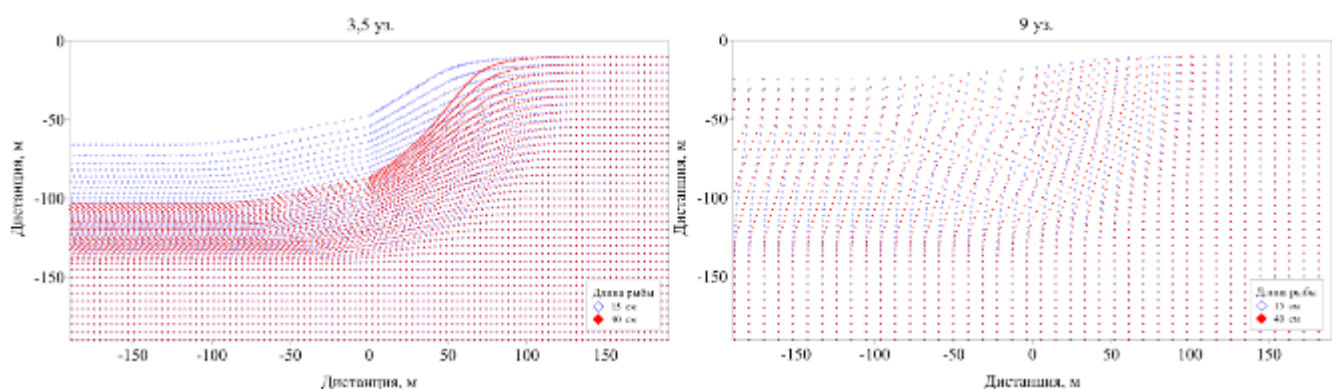 3,5 уз.
0
-50
-100
-150
Дистанция, м
-150 -100 -50 0 50 100 150
Дистанция, м
Длина рыбы
15 см
40 см
9 уз.
0
-50
-100
-150
Дистанция, м
-150 -100 -50 0 50 100 150
Дистанция, м
Длина рыбы
15 см
40 см